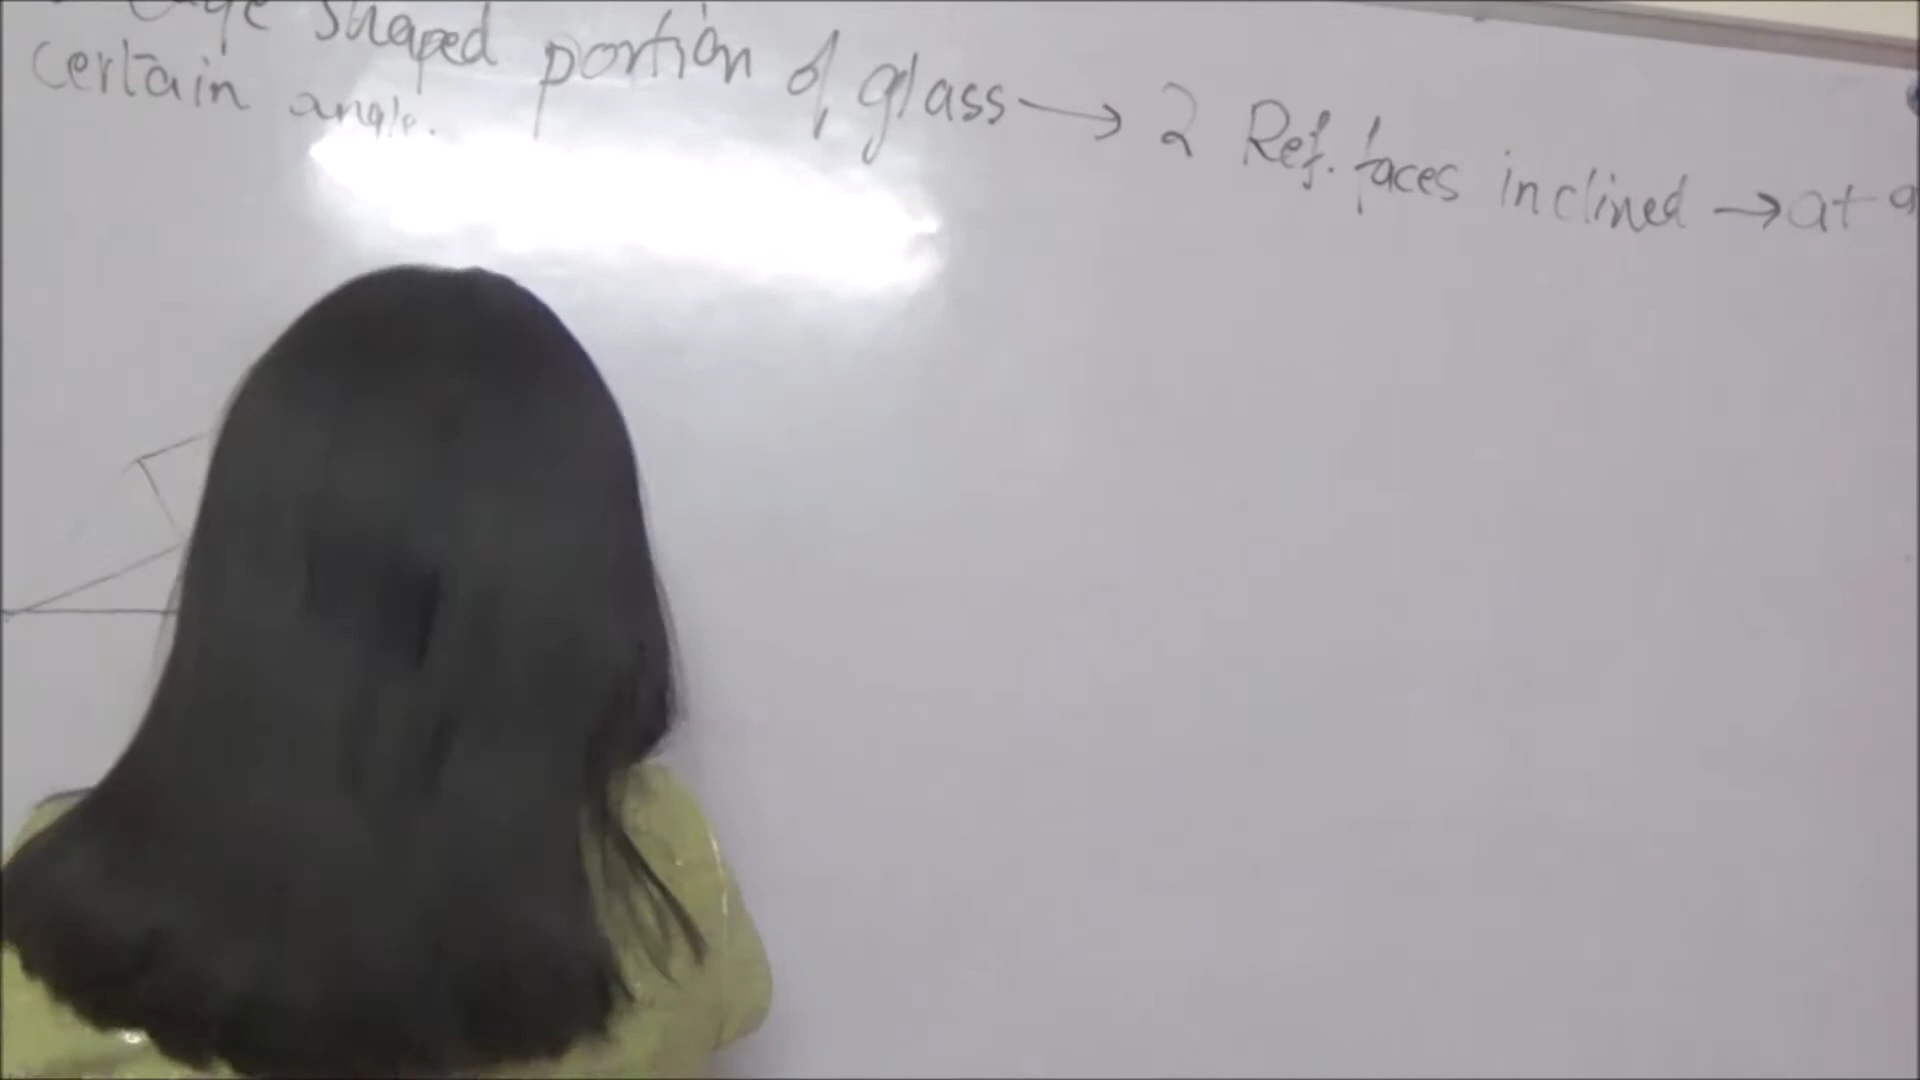 shaped portion of glass → 2 Ref. faces inclined → at a
certain angle.